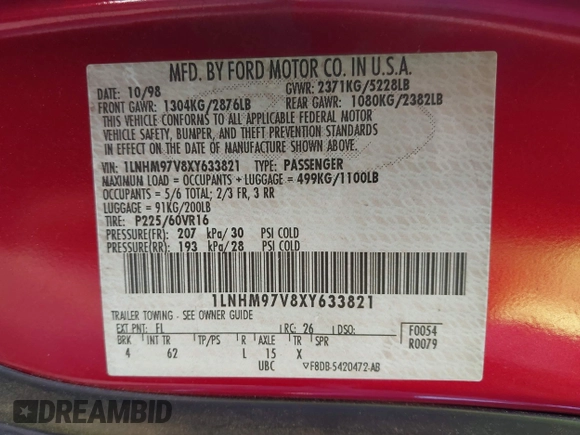 MFD. BY FORD MOTOR CO. IN U.S.A.
DATE: 10/98 GVWR: 2371KG/5228LB
FRONT GAWR: 1304KG/2876LB REAR GAWR: 1080KG/2382LB
THIS VEHICLE CONFORMS TO ALL APPLICABLE FEDERAL MOTOR
VEHICLE SAFETY, BUMPER, AND THEFT PREVENTION STANDARDS
IN EFFECT ON THE DATE OF MANUFACTURE SHOWN ABOVE.
VIN: 1LNHM97V8XY633821 TYPE: PASSENGER
MAXIMUM LOAD = OCCUPANTS + LUGGAGE = 499KG/1100LB
OCCUPANTS = 5/6 TOTAL; 2/3 FR, 3 RR
LUGGAGE = 91KG/200LB
TIRE: P225/60VR16
PRESSURE(FR): 207 kPa/30 PSI COLD
PRESSURE(RR): 193 kPa/28 PSI COLD
1LNHM97V8XY633821
TRAILER TOWING - SEE OWNER GUIDE
EXT PNT: FL RC: 26 DSO: F0054
BRK INT TR TP/PS R AXLE TR SPR R0079
4 62 L 15 X
UBC F8DB-5420472-AB
DREAMBID